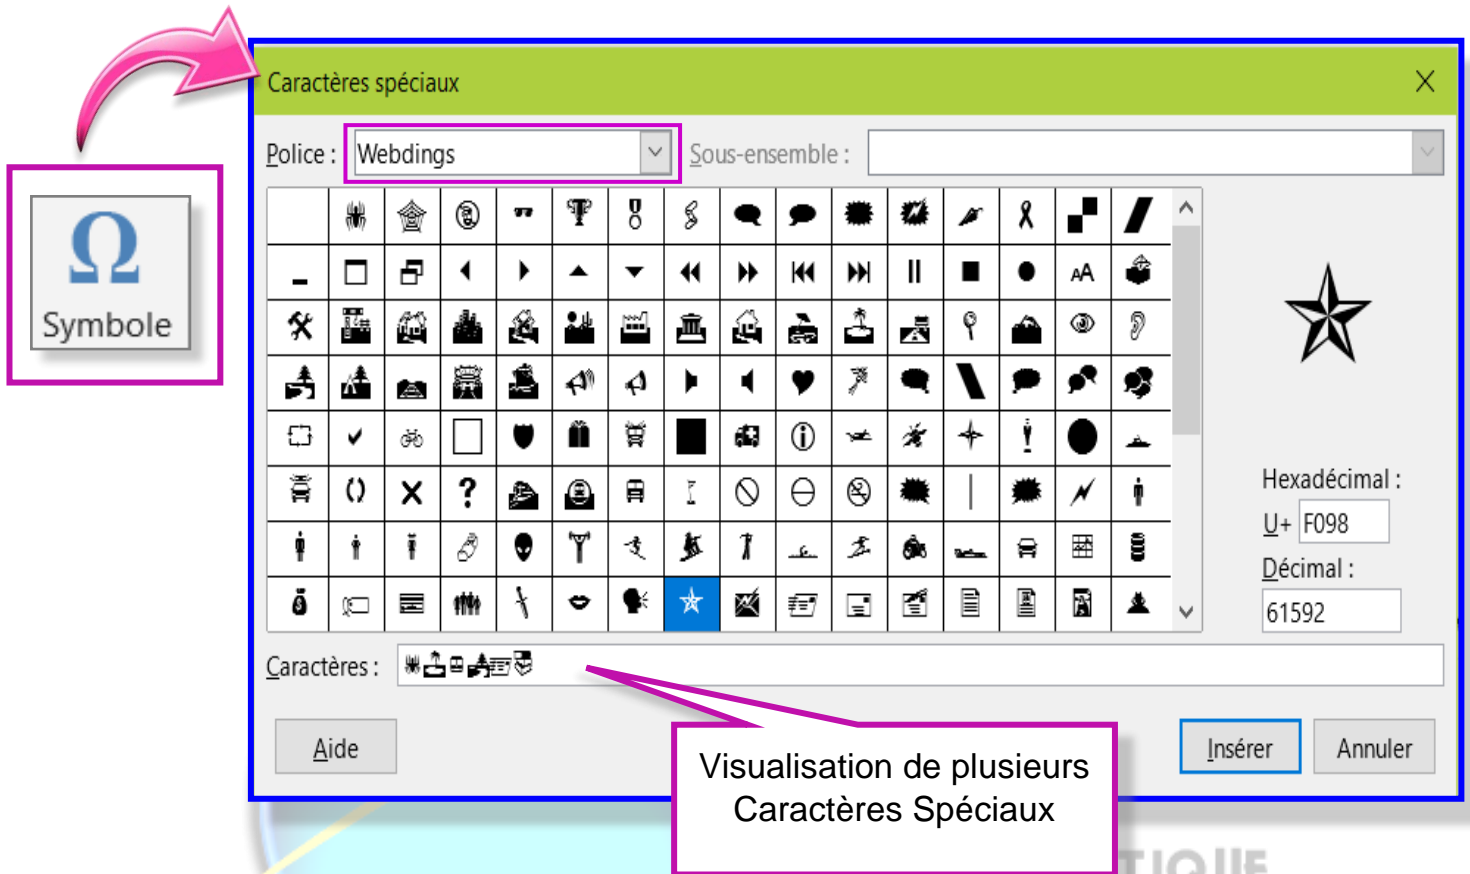 Caractères spéciaux
Police : Webdings Sous-ensemble :
Ω
Symbole
Hexadécimal :
U+ F098
Décimal :
61592
Caractères :
Aide Insérer Annuler
Visualisation de plusieurs
Caractères Spéciaux
TIQUE